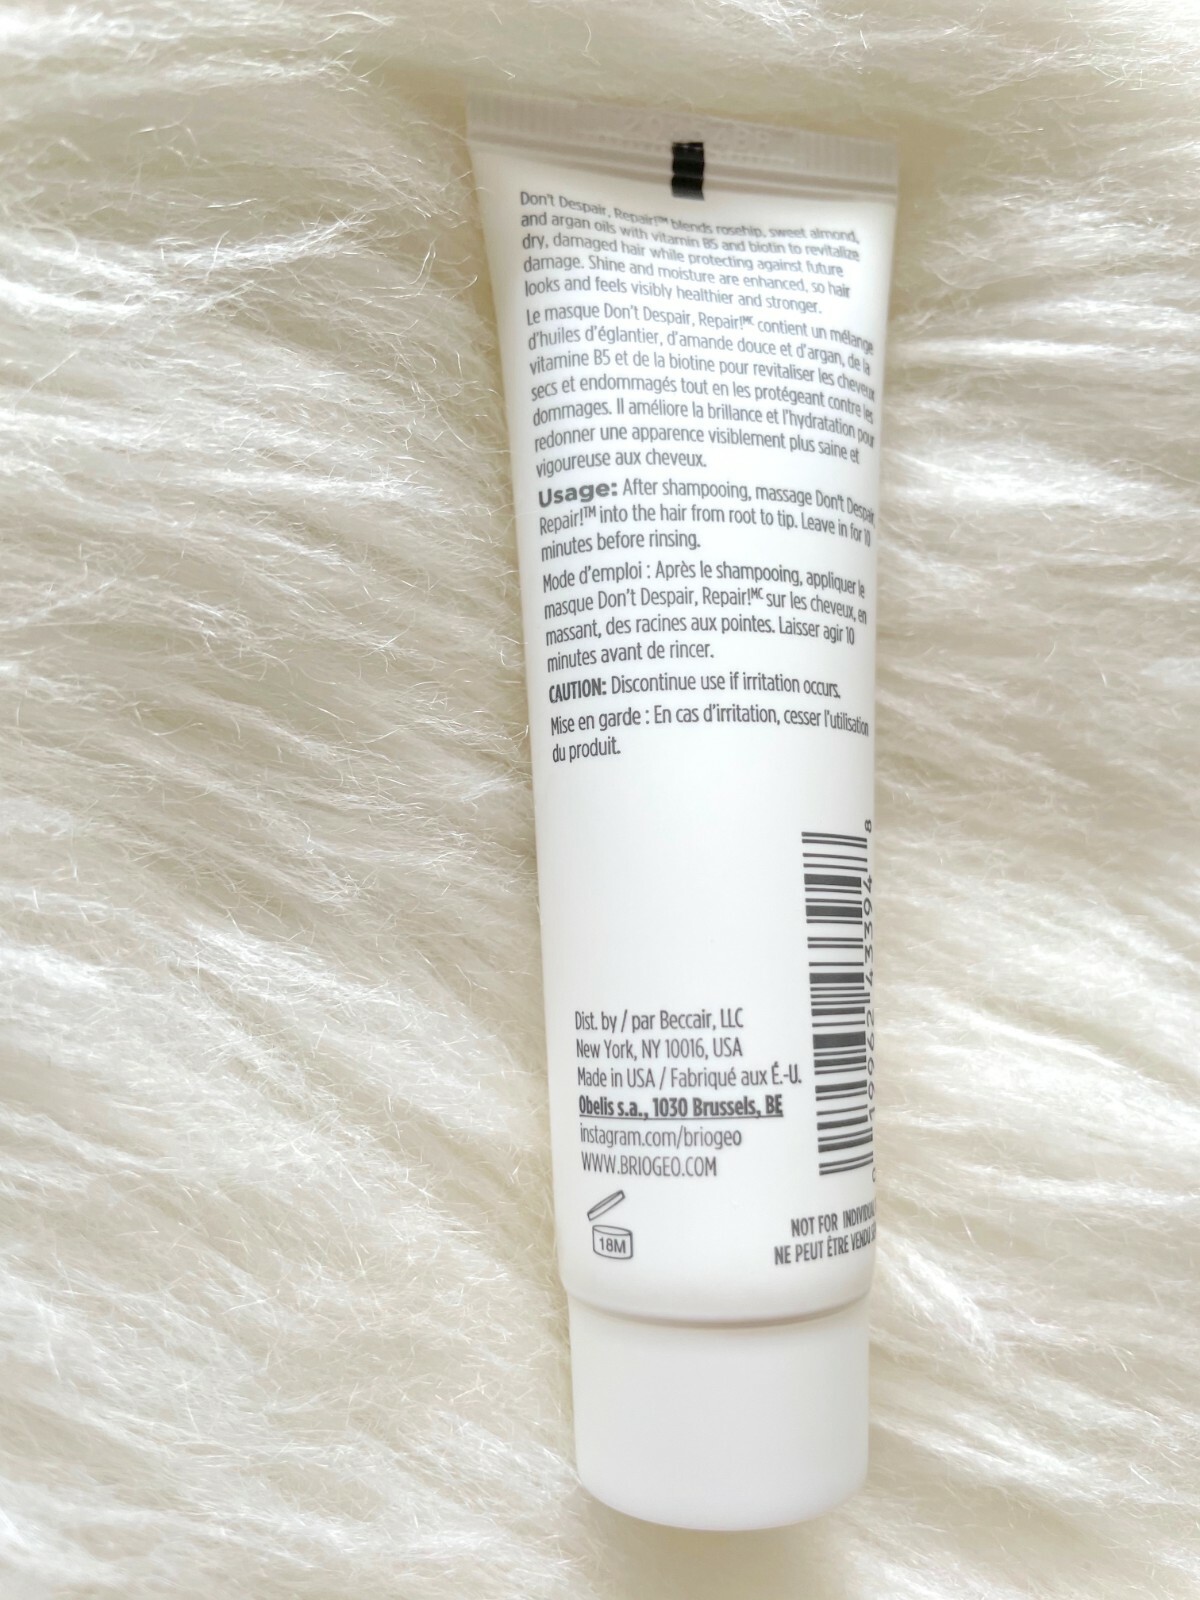 Don't Despair, Repair!™ blends rosehip, sweet almond,
and argan oils with vitamin B5 and biotin to revitalize
dry, damaged hair while protecting against future
damage. Shine and moisture are enhanced, so hair
looks and feels visibly healthier and stronger.
Le masque Don't Despair, Repair!MC contient un mélange
d'huiles d'églantier, d'amande douce et d'argan, de la
vitamine B5 et de la biotine pour revitaliser les cheveux
secs et endommagés tout en les protégeant contre les
dommages. Il améliore la brillance et l'hydratation pour
redonner une apparence visiblement plus saine et
vigoureuse aux cheveux.
Usage: After shampooing, massage Don't Despair,
Repair!™ into the hair from root to tip. Leave in for 10
minutes before rinsing.
Mode d'emploi : Après le shampooing, appliquer le
masque Don't Despair, Repair!MC sur les cheveux, en
massant, des racines aux pointes. Laisser agir 10
minutes avant de rincer.
CAUTION: Discontinue use if irritation occurs.
Mise en garde : En cas d'irritation, cesser l'utilisation
du produit.
Dist. by / par Beccair, LLC
New York, NY 10016, USA
Made in USA / Fabriqué aux É.-U.
Obelis s.a., 1030 Brussels, BE
instagram.com/briogeo
WWW.BRIOGEO.COM
18M
NOT FOR INDIVIDUAL
NE PEUT ÊTRE VENDU
43394 8